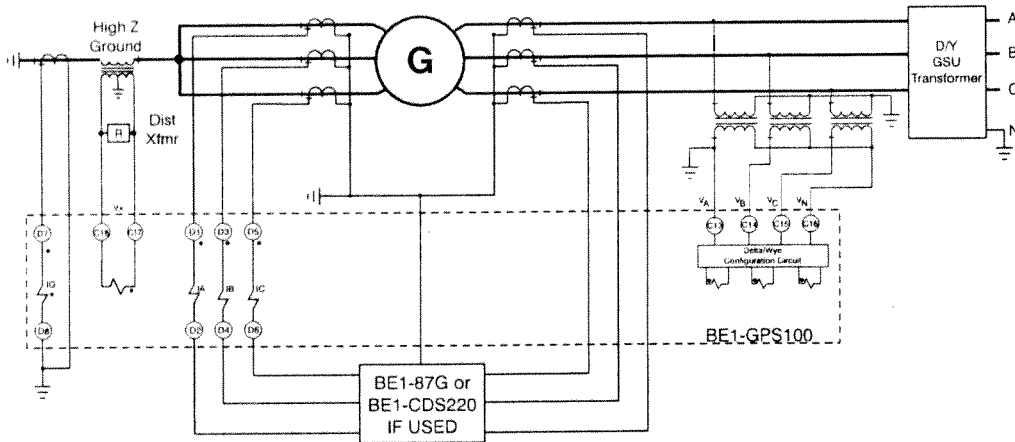 High Z
Ground
G
A
B
C
N
D/Y
GSU
Transformer
R
Dist
Xfmr
Vx
VA
VB
VC
VN
D7
C17
D1
D3
D5
C13
C14
C15
C16
Delta/Wye
Configuration Circuit
IG
IA
IB
IC
D8
D2
D4
D6
BE1-GPS100
BE1-87G or
BE1-CDS220
IF USED